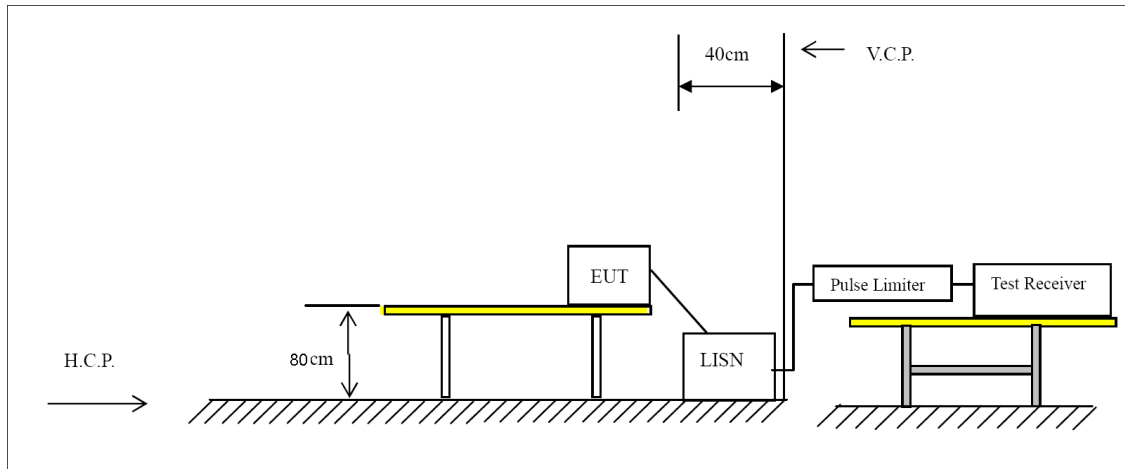 40cm
V.C.P.
EUT
Pulse Limiter
Test Receiver
H.C.P.
80cm
LISN